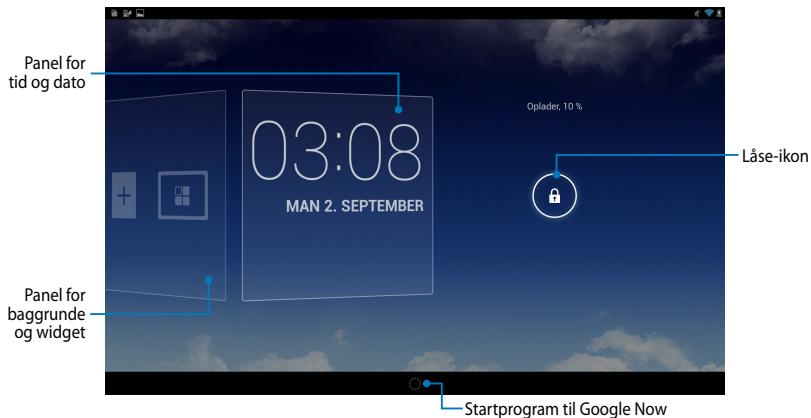 Panel for
tid og dato
Oplader, 10 %
03:08
MAN 2. SEPTEMBER
Låse-ikon
Panel for
baggrunde
og widget
Startprogram til Google Now